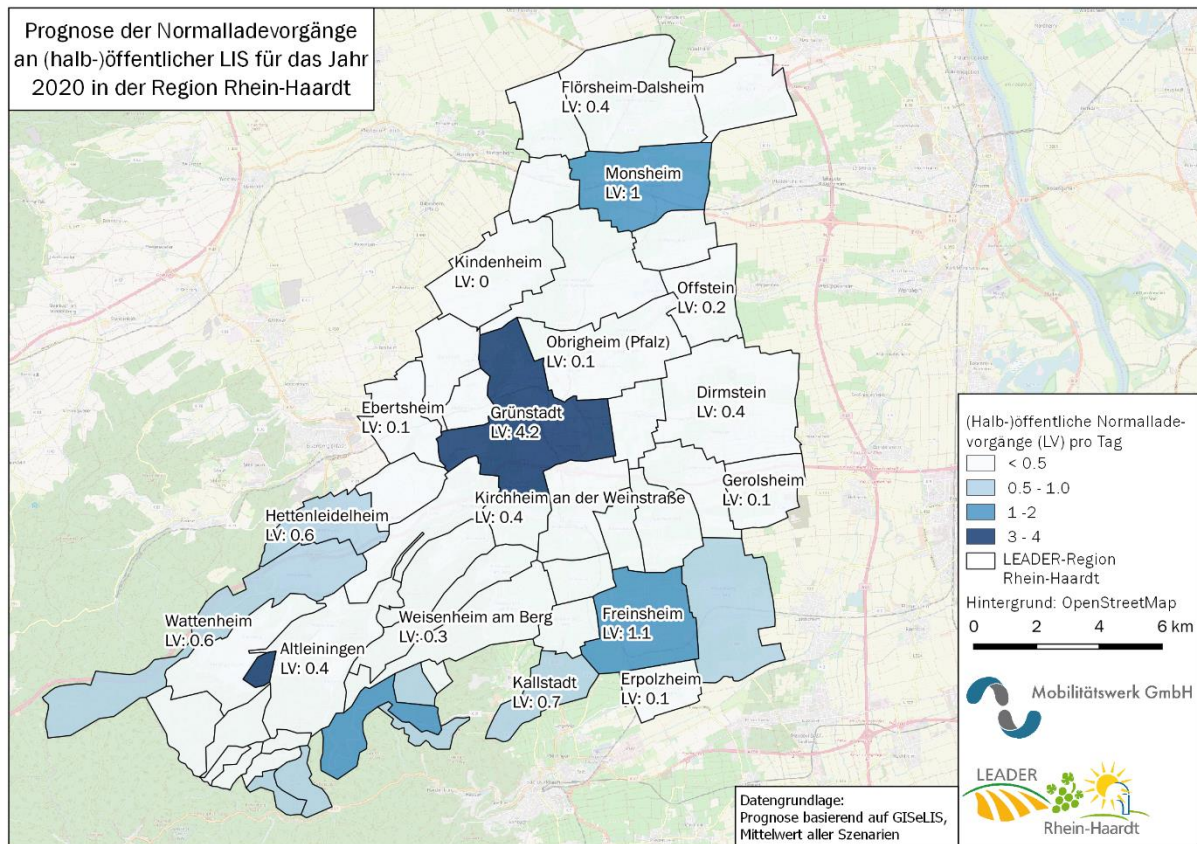 Prognose der Normalladevorgänge
an (halb-)öffentlicher LIS für das Jahr
2020 in der Region Rhein-Haardt
Flörsheim-Dalsheim
LV: 0.4
Monsheim
LV: 1
Kindenheim
LV: 0
Offstein
LV: 0.2
Obrigheim (Pfalz)
LV: 0.1
Dirmstein
LV: 0.4
Ebertsheim
LV: 0.1
Grünstadt
LV: 4.2
Gerolsheim
LV: 0.1
Kirchheim an der Weinstraße
LV: 0.4
Hettenleidelheim
LV: 0.6
Wattenheim
LV: 0.6
Altleiningen
LV: 0.4
Weisenheim am Berg
LV: 0.3
Freinsheim
LV: 1.1
Kallstadt
LV: 0.7
Erpolzheim
LV: 0.1
(Halb-)öffentliche Normallade-
vorgänge (LV) pro Tag
< 0.5
0.5 - 1.0
1 - 2
3 - 4
LEADER-Region
Rhein-Haardt
Hintergrund: OpenStreetMap
0 2 4 6 km
Mobilitätswerk GmbH
LEADER
Rhein-Haardt
Datengrundlage:
Prognose basierend auf GISeLIS,
Mittelwert aller Szenarien